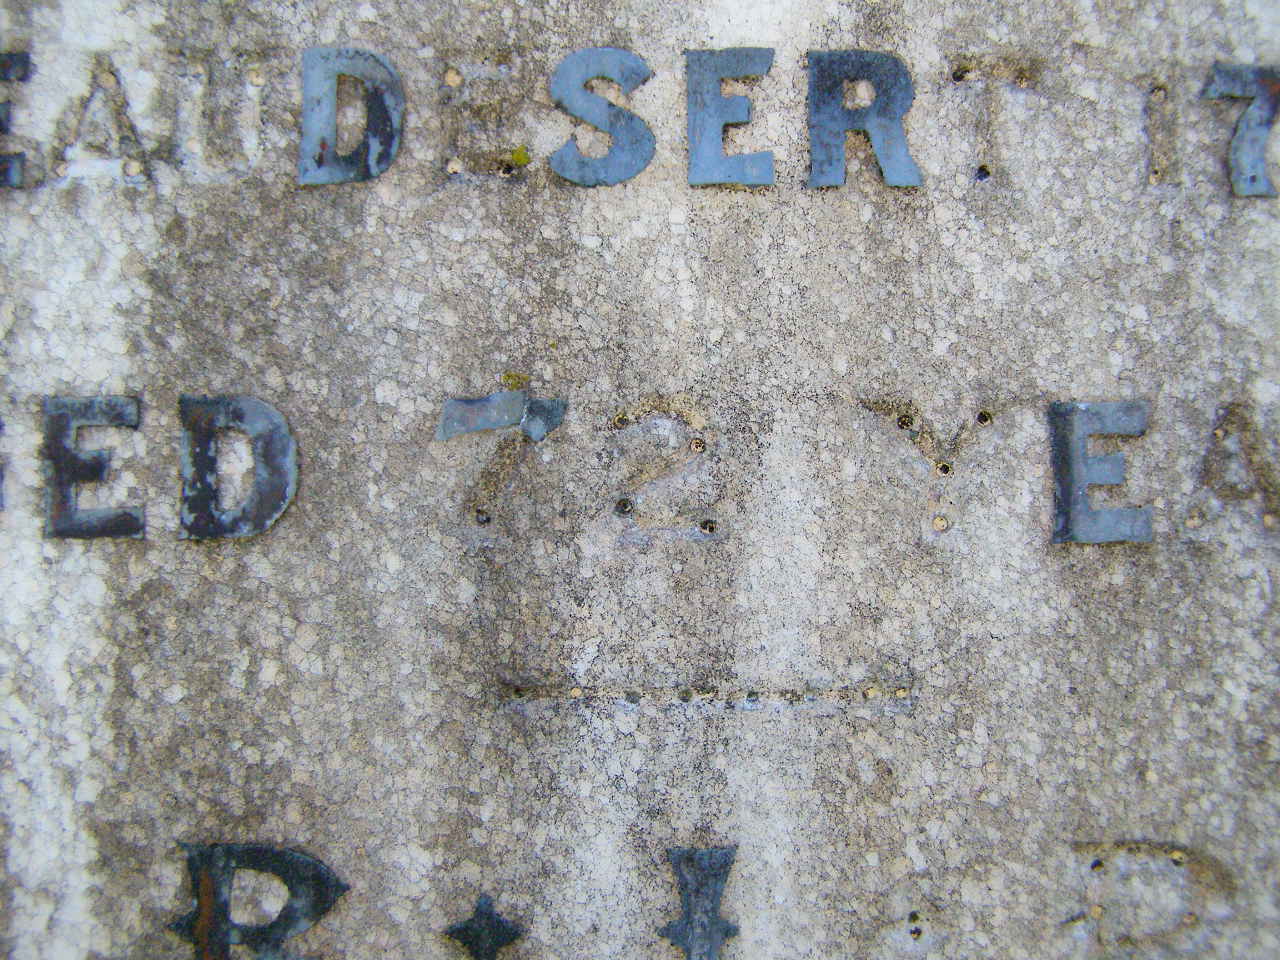 EAUDESERT 17
ED 72 YEA
R I P